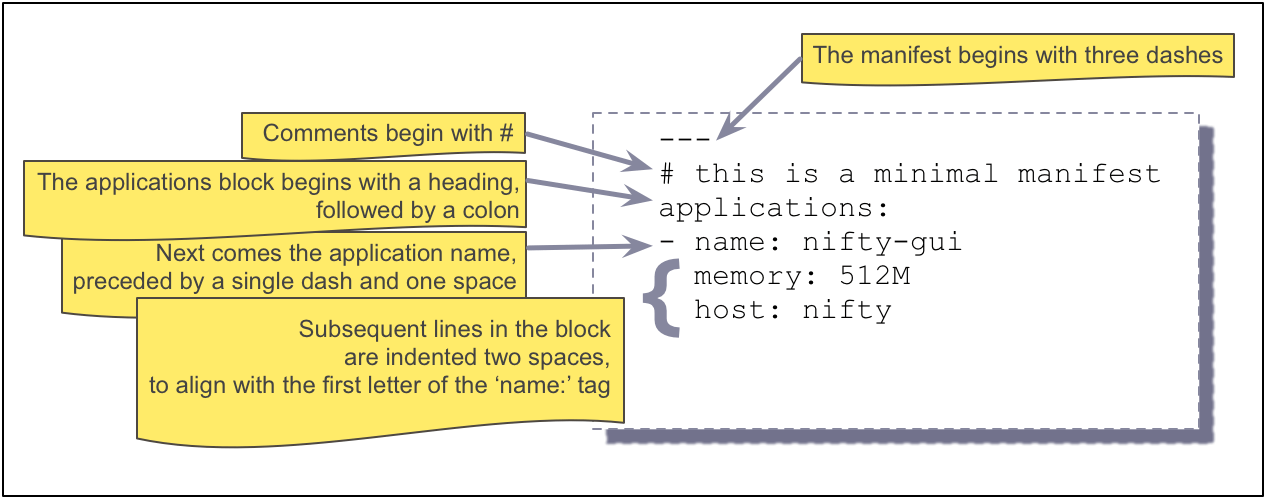 The manifest begins with three dashes
Comments begin with #
The applications block begins with a heading,
followed by a colon
Next comes the application name,
preceded by a single dash and one space
Subsequent lines in the block
are indented two spaces,
to align with the first letter of the ‘name:’ tag
---
# this is a minimal manifest
applications:
- name: nifty-gui
  memory: 512M
  host: nifty